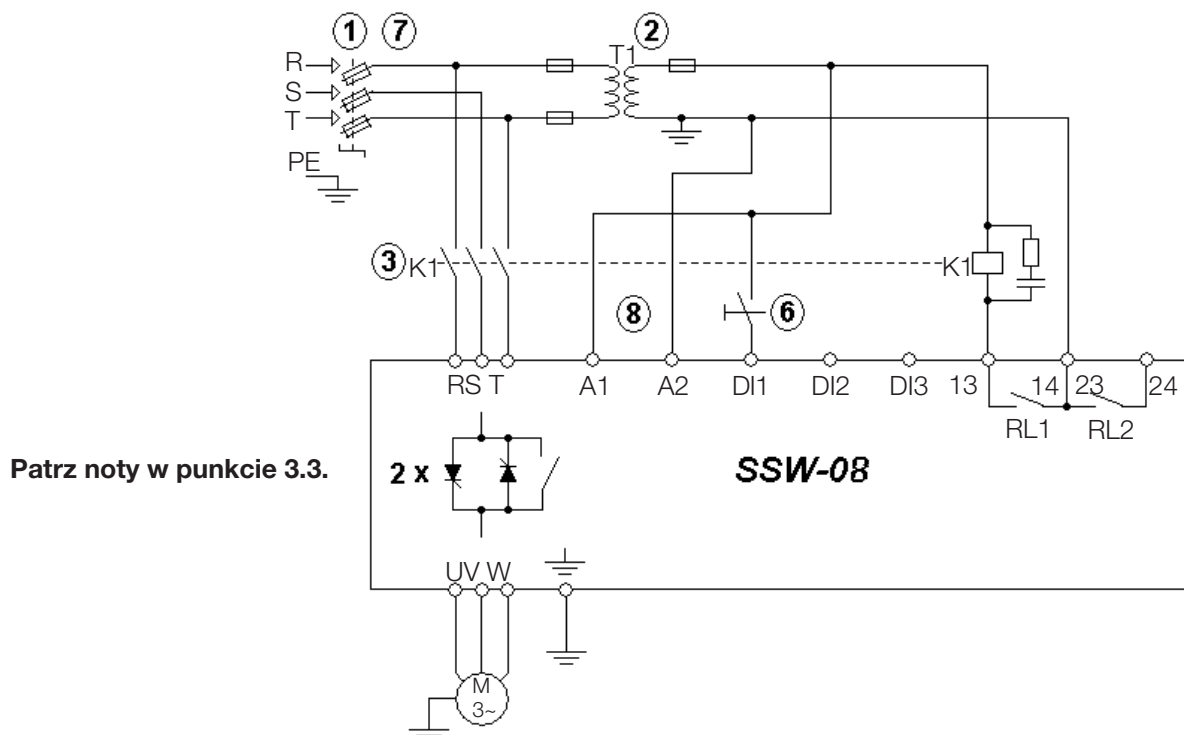 1 7 2
T1
R
S
T
PE
3 K1 K1
8 6
RS T A1 A2 DI1 DI2 DI3 13 14 23 24
RL1 RL2
Patrz noty w punkcie 3.3. 2 x SSW-08
UV W
M
3~